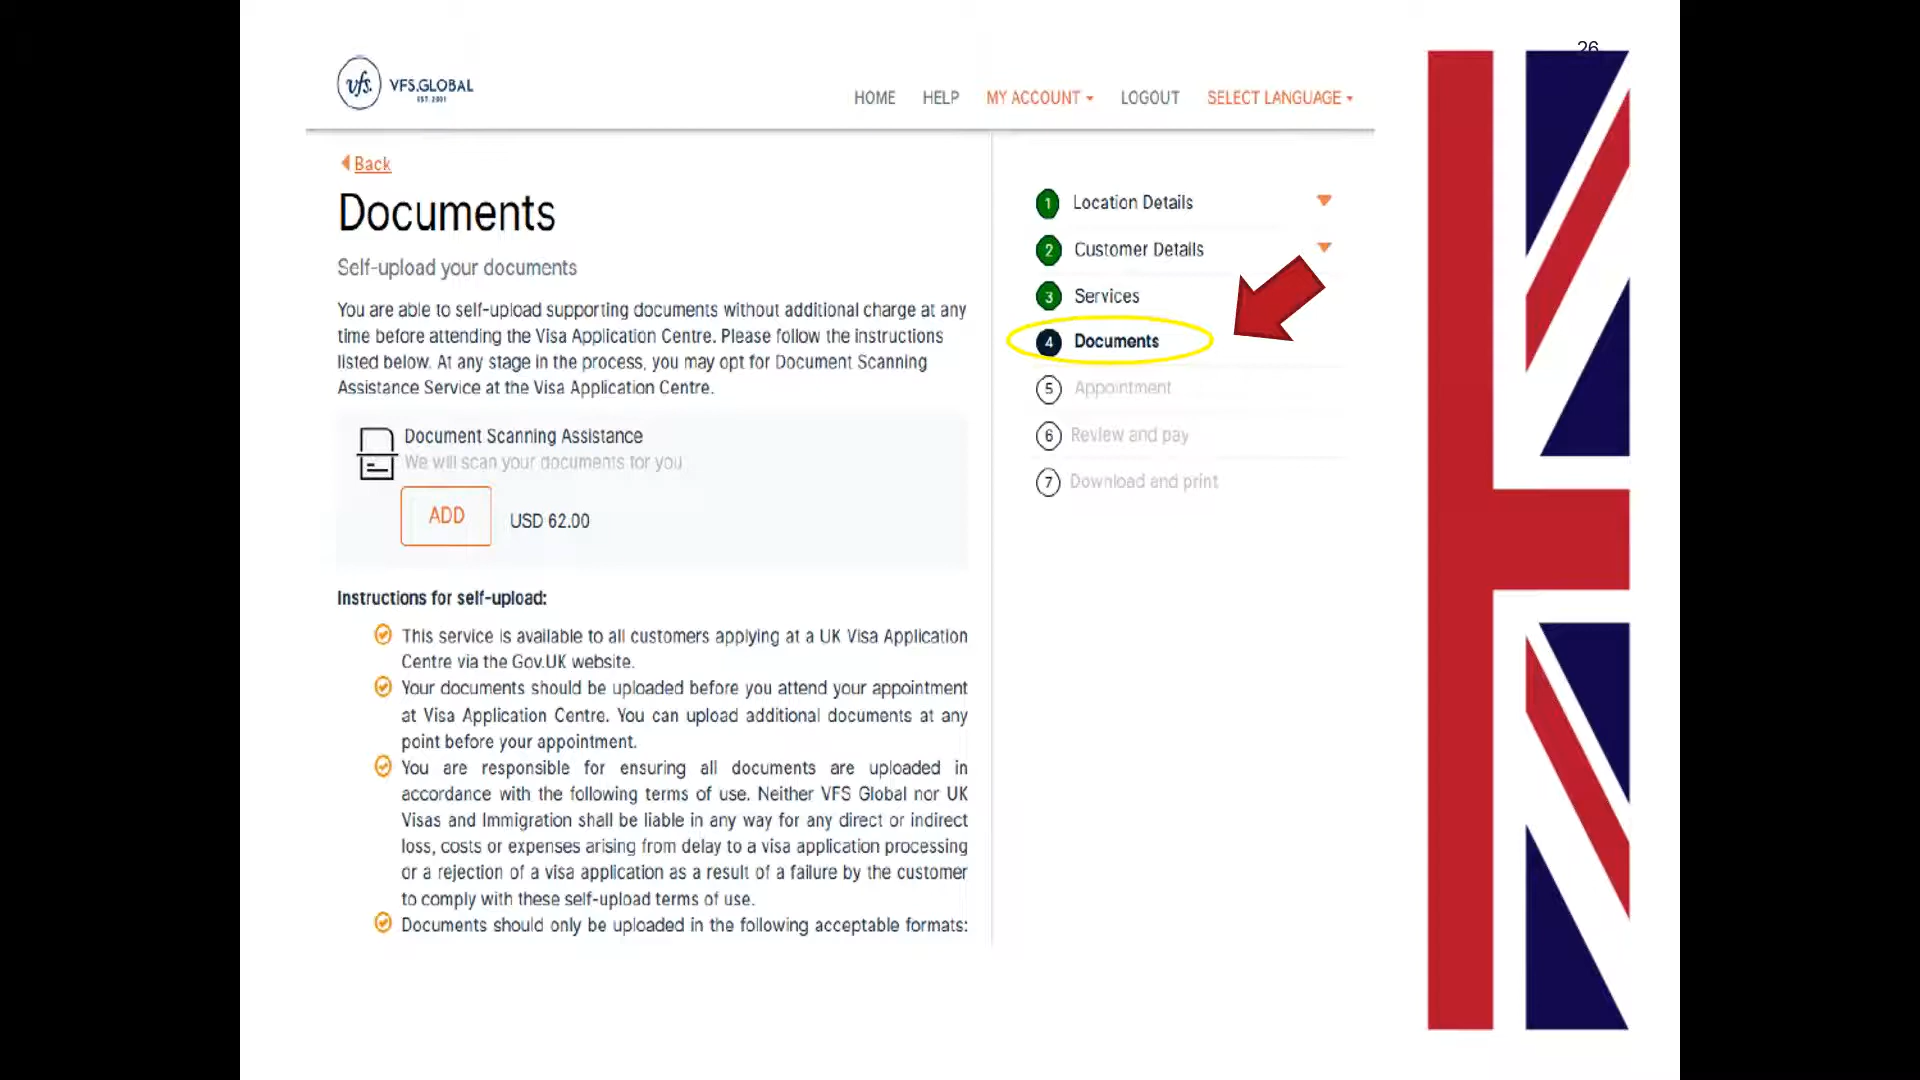 26
vfs.
VFS.GLOBAL
EST. 2001
HOME HELP MY ACCOUNT LOGOUT SELECT LANGUAGE
Back
Documents
Self-upload your documents
You are able to self-upload supporting documents without additional charge at any
time before attending the Visa Application Centre. Please follow the instructions
listed below. At any stage in the process, you may opt for Document Scanning
Assistance Service at the Visa Application Centre.
Document Scanning Assistance
We will scan your documents for you
ADD USD 62.00
Instructions for self-upload:
This service is available to all customers applying at a UK Visa Application
Centre via the Gov.UK website.
Your documents should be uploaded before you attend your appointment
at Visa Application Centre. You can upload additional documents at any
point before your appointment.
You are responsible for ensuring all documents are uploaded in
accordance with the following terms of use. Neither VFS Global nor UK
Visas and Immigration shall be liable in any way for any direct or indirect
loss, costs or expenses arising from delay to a visa application processing
or a rejection of a visa application as a result of a failure by the customer
to comply with these self-upload terms of use.
Documents should only be uploaded in the following acceptable formats:
1 Location Details
2 Customer Details
3 Services
4 Documents
5 Appointment
6 Review and pay
7 Download and print